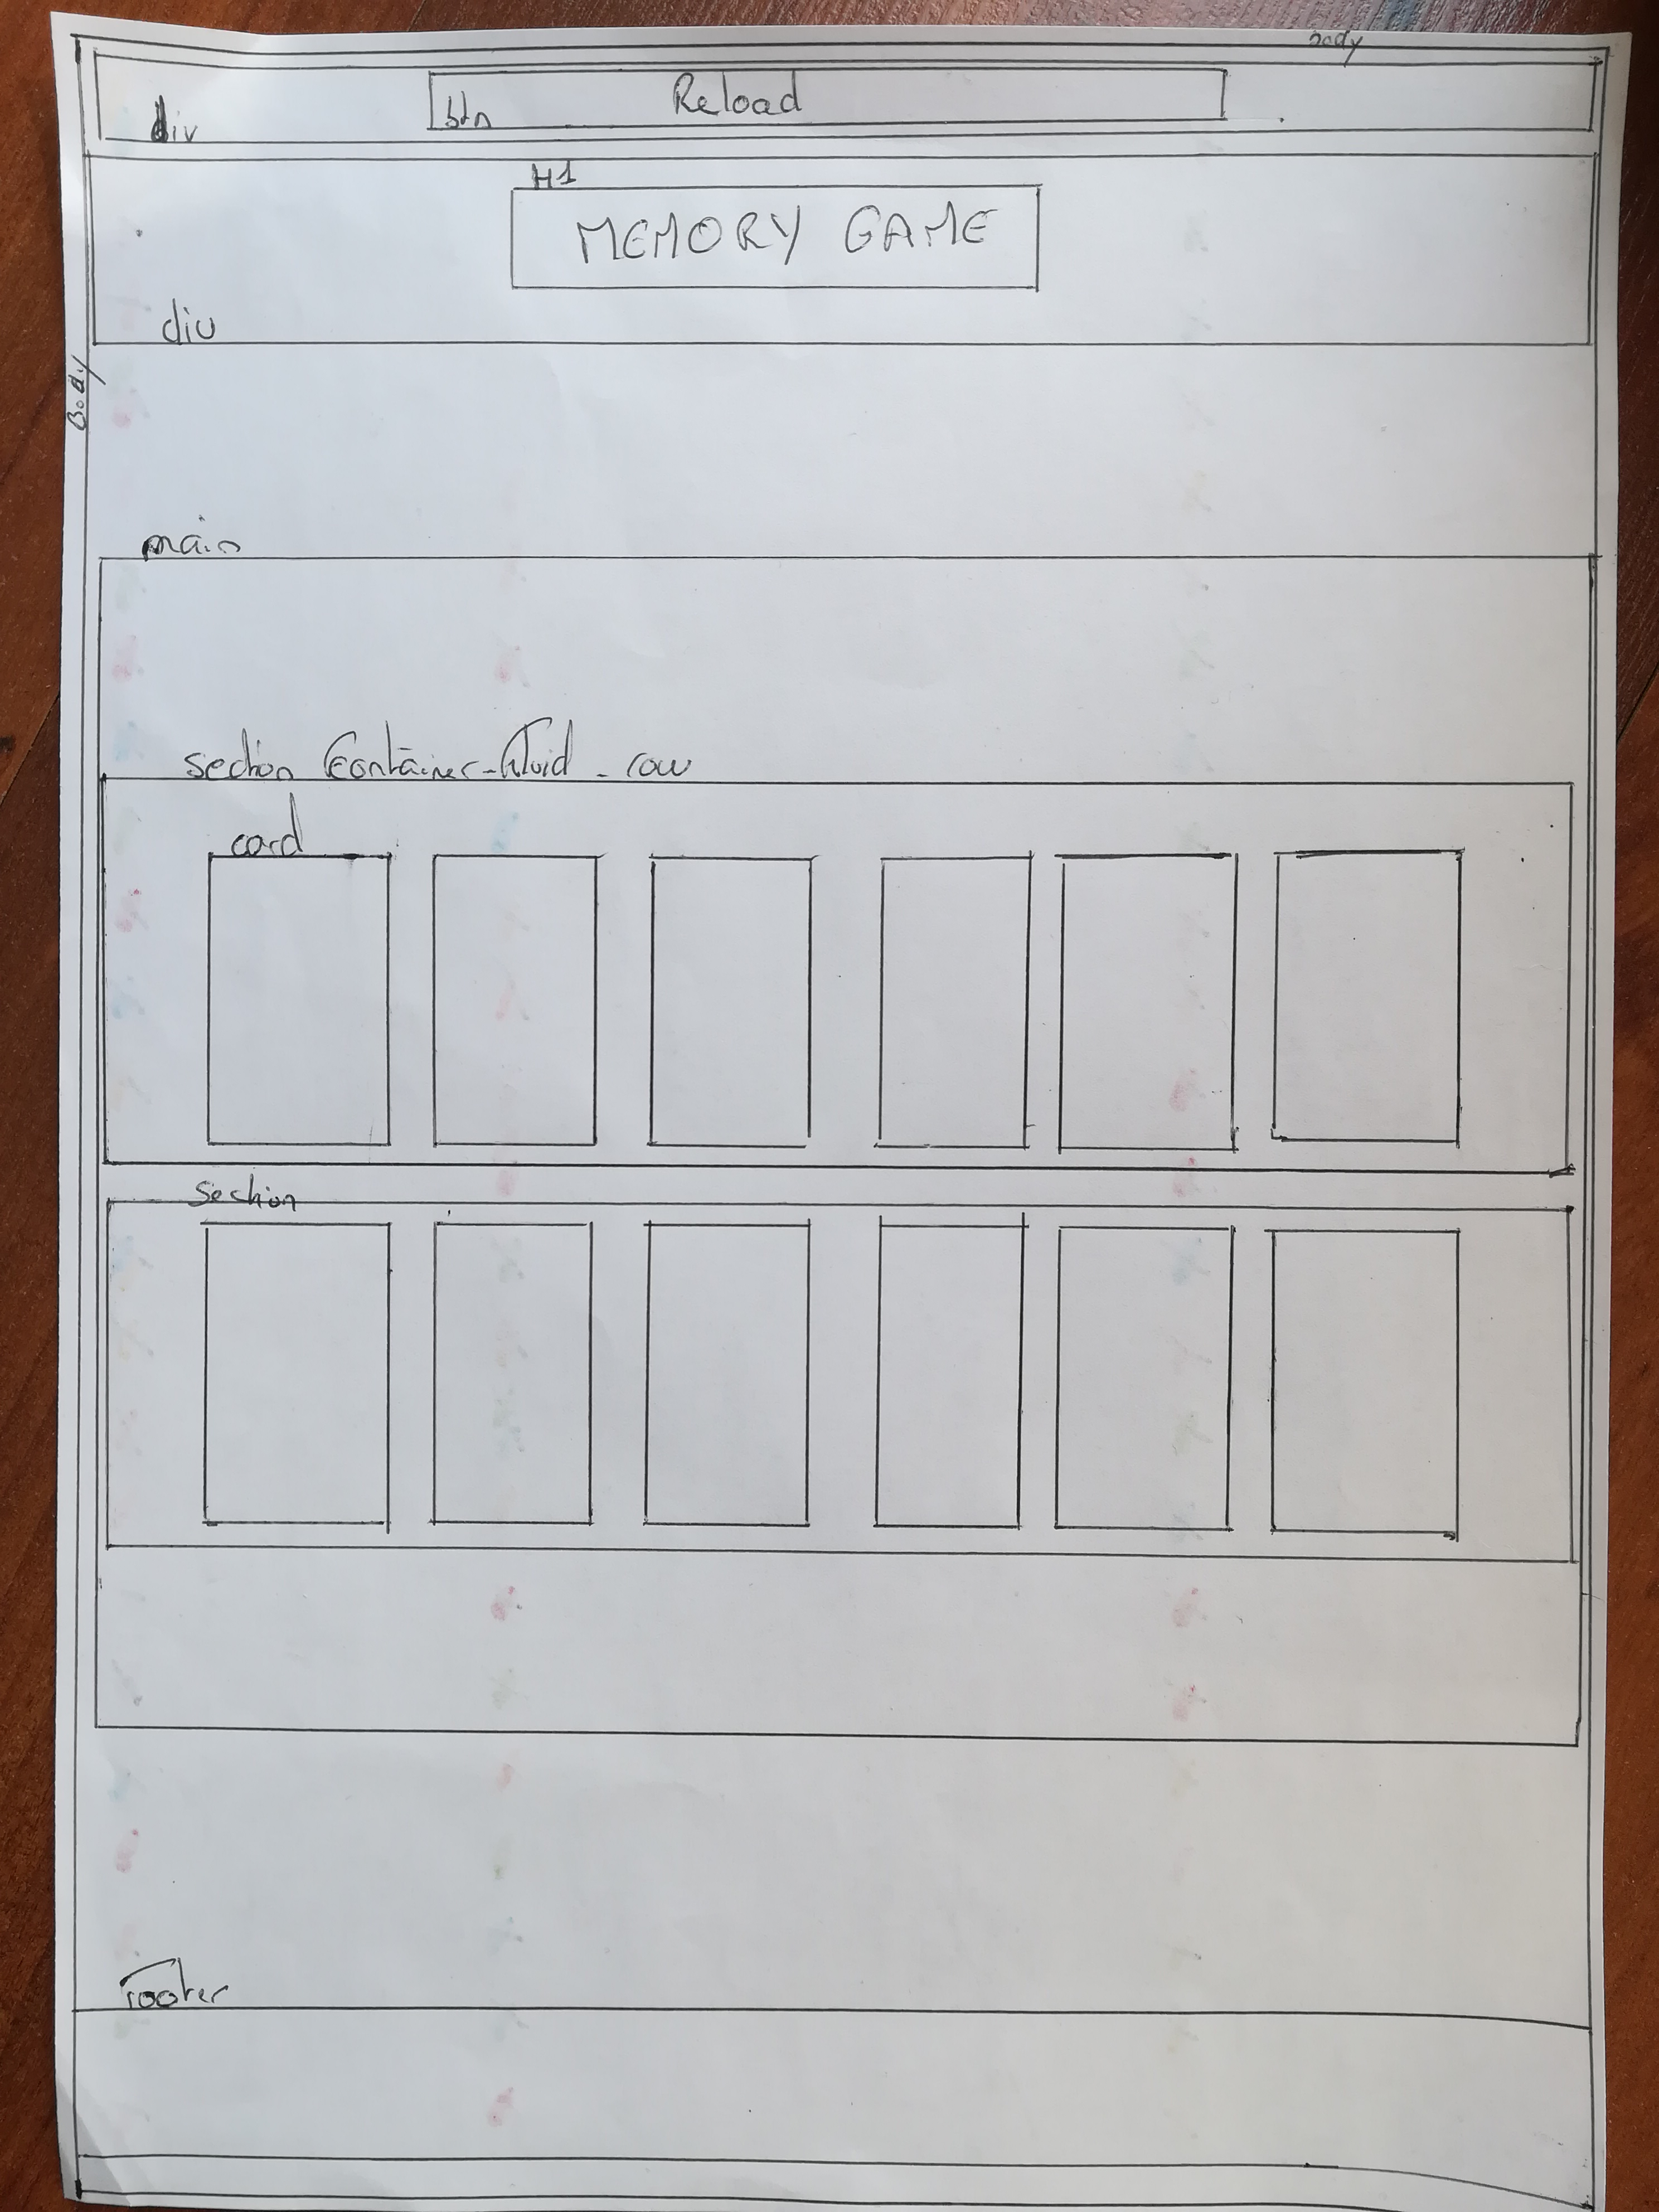 body
btn Reload
div
H1
MEMORY GAME
div
Body
main
section Container-fluid - row
card
section
Footer